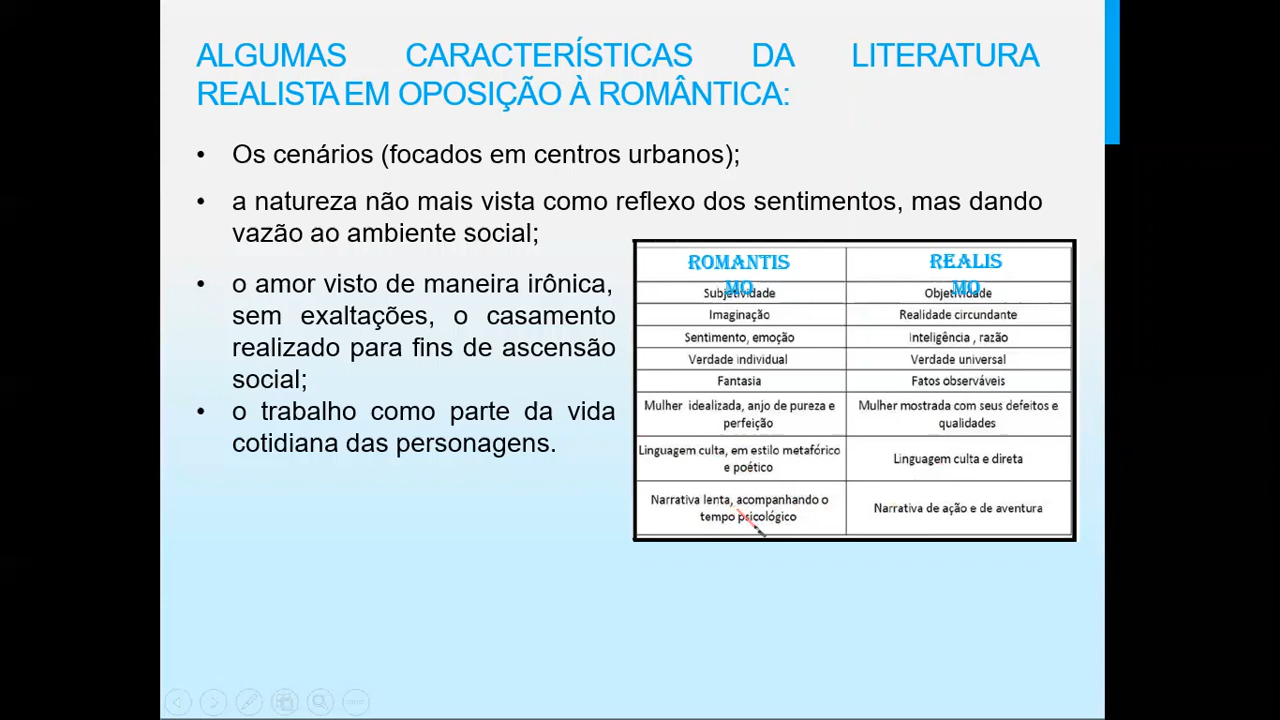 ALGUMAS CARACTERÍSTICAS DA LITERATURA
REALISTA EM OPOSIÇÃO À ROMÂNTICA:
• Os cenários (focados em centros urbanos);
• a natureza não mais vista como reflexo dos sentimentos, mas dando
vazão ao ambiente social;
• o amor visto de maneira irônica,
sem exaltações, o casamento
realizado para fins de ascensão
social;
• o trabalho como parte da vida
cotidiana das personagens.
ROMANTIS
MO
REALIS
MO
Subjetividade
Objetividade
Imaginação
Realidade circundante
Sentimento, emoção
Inteligência , razão
Verdade individual
Verdade universal
Fantasia
Fatos observáveis
Mulher idealizada, anjo de pureza e
perfeição
Mulher mostrada com seus defeitos e
qualidades
Linguagem culta, em estilo metafórico
e poético
Linguagem culta e direta
Narrativa lenta, acompanhando o
tempo psicológico
Narrativa de ação e de aventura